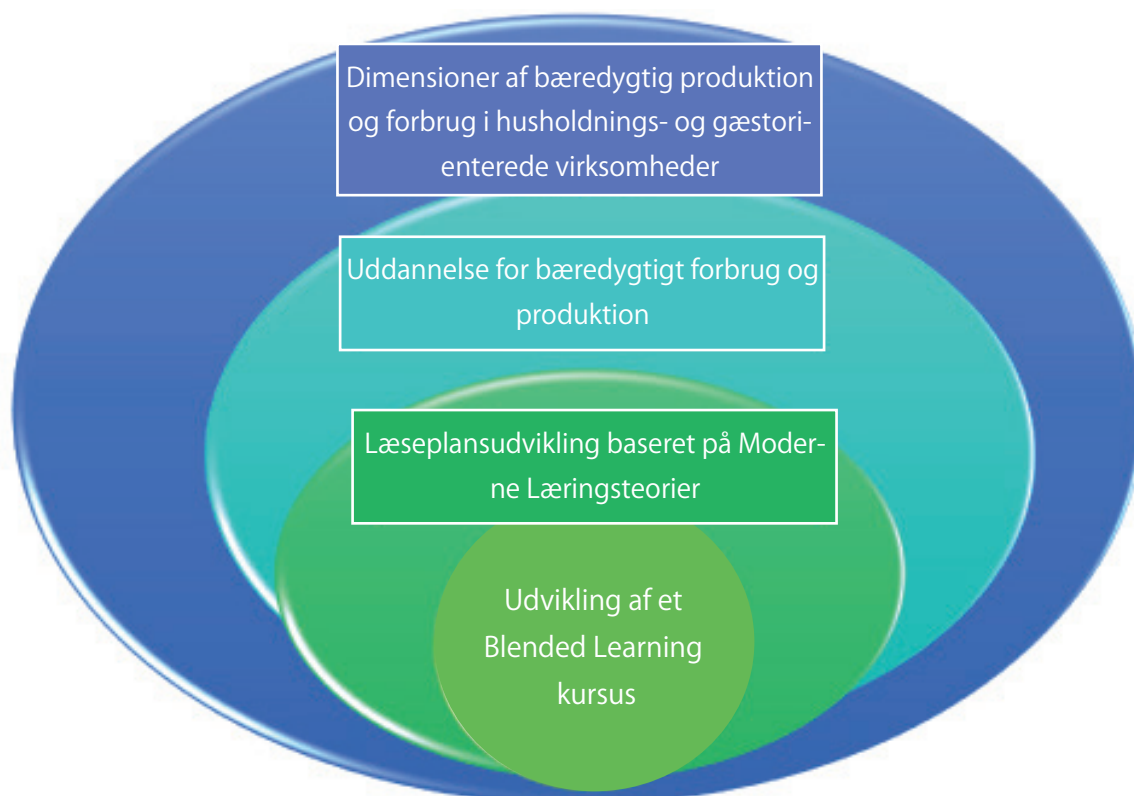 Dimensioner af bæredygtig produktion
og forbrug i husholdnings- og gæstori-
enterede virksomheder
Uddannelse for bæredygtigt forbrug og
produktion
Læseplansudvikling baseret på Moder-
ne Læringsteorier
Udvikling af et
Blended Learning
kursus